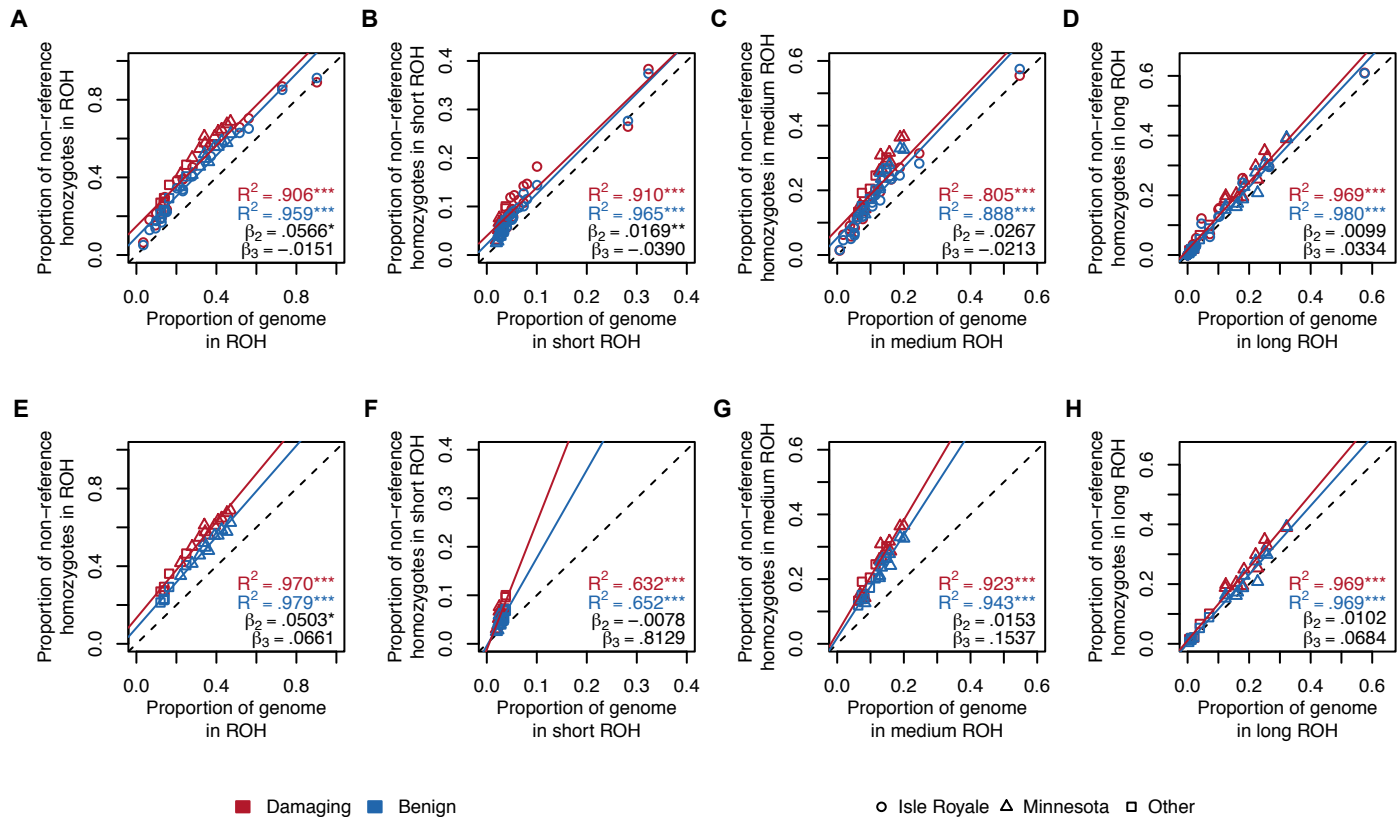 A
Proportion of non−reference
homozygotes in ROH
0.0 0.4 0.8
0.0 0.4 0.8
R2 = .906***
R2 = .959***
β2 = .0566*
β3 = −.0151
Proportion of genome
in ROH
B
Proportion of non−reference
homozygotes in short ROH
0.0 0.1 0.2 0.3 0.4
0.0 0.1 0.2 0.3 0.4
R2 = .910***
R2 = .965***
β2 = .0169**
β3 = −.0390
Proportion of genome
in short ROH
C
Proportion of non−reference
homozygotes in medium ROH
0.0 0.2 0.4 0.6
0.0 0.2 0.4 0.6
R2 = .805***
R2 = .888***
β2 = .0267
β3 = −.0213
Proportion of genome
in medium ROH
D
Proportion of non−reference
homozygotes in long ROH
0.0 0.2 0.4 0.6
0.0 0.2 0.4 0.6
R2 = .969***
R2 = .980***
β2 = .0099
β3 = .0334
Proportion of genome
in long ROH
E
Proportion of non−reference
homozygotes in ROH
0.0 0.4 0.8
0.0 0.4 0.8
R2 = .970***
R2 = .979***
β2 = .0503*
β3 = .0661
Proportion of genome
in ROH
F
Proportion of non−reference
homozygotes in short ROH
0.0 0.1 0.2 0.3 0.4
0.0 0.1 0.2 0.3 0.4
R2 = .632***
R2 = .652***
β2 = −.0078
β3 = .8129
Proportion of genome
in short ROH
G
Proportion of non−reference
homozygotes in medium ROH
0.0 0.2 0.4 0.6
0.0 0.2 0.4 0.6
R2 = .923***
R2 = .943***
β2 = .0153
β3 = .1537
Proportion of genome
in medium ROH
H
Proportion of non−reference
homozygotes in long ROH
0.0 0.2 0.4 0.6
0.0 0.2 0.4 0.6
R2 = .969***
R2 = .969***
β2 = .0102
β3 = .0684
Proportion of genome
in long ROH
Damaging Benign
Isle Royale Minnesota Other